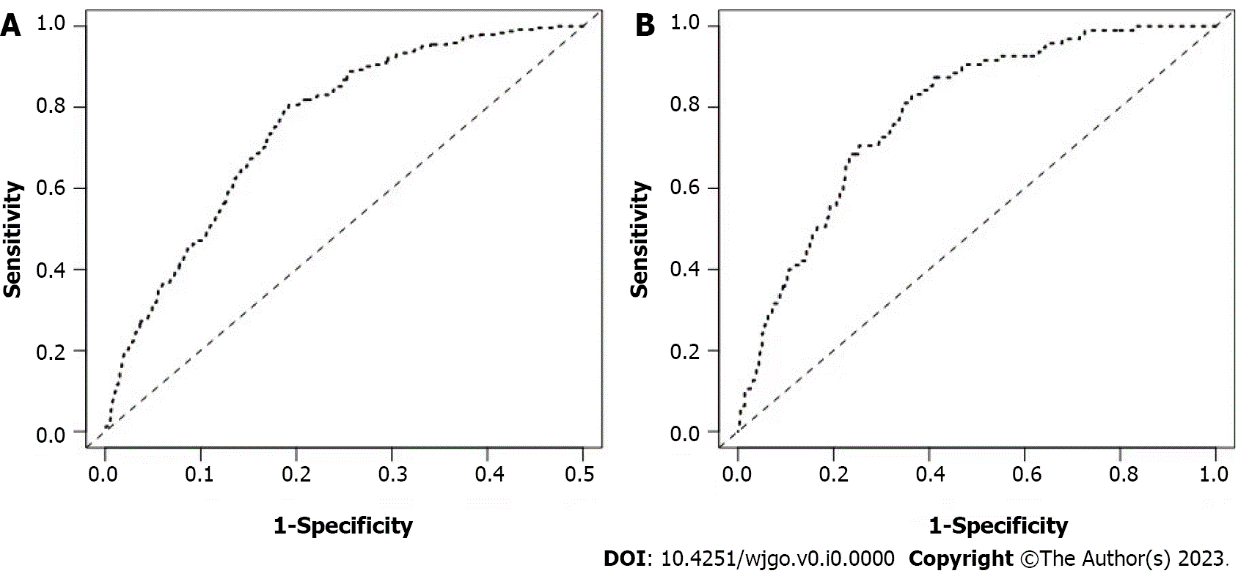 A
1.0
0.8
0.6
0.4
0.2
0.0
Sensitivity
0.0 0.1 0.2 0.3 0.4 0.5
1-Specificity
B
1.0
0.8
0.6
0.4
0.2
0.0
Sensitivity
0.0 0.2 0.4 0.6 0.8 1.0
1-Specificity
DOI: 10.4251/wjgo.v0.i0.0000 Copyright ©The Author(s) 2023.